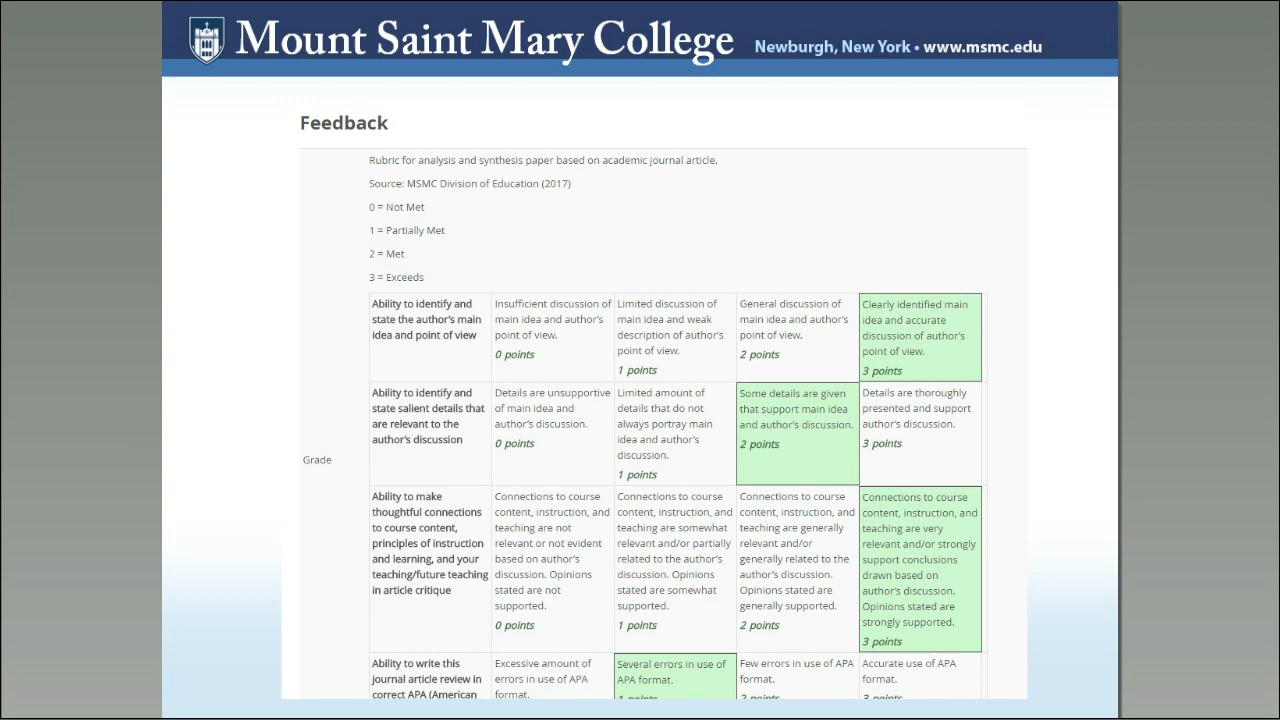 Mount Saint Mary College
Newburgh, New York • www.msmc.edu
Feedback
Rubric for analysis and synthesis paper based on academic journal article.
Source: MSMC Division of Education (2017)
0 = Not Met
1 = Partially Met
2 = Met
3 = Exceeds
Grade
Ability to identify and
state the author's main
idea and point of view
Insufficient discussion of
main idea and author's
point of view.
0 points
Limited discussion of
main idea and weak
description of author's
point of view.
1 points
General discussion of
main idea and author's
point of view.
2 points
Clearly identified main
idea and accurate
discussion of author's
point of view.
3 points
Ability to identify and
state salient details that
are relevant to the
author's discussion
Details are unsupportive
of main idea and
author's discussion.
0 points
Limited amount of
details that do not
always portray main
idea and author's
discussion.
1 points
Some details are given
that support main idea
and author's discussion.
2 points
Details are thoroughly
presented and support
author's discussion.
3 points
Ability to make
thoughtful connections
to course content,
principles of instruction
and learning, and your
teaching/future teaching
in article critique
Connections to course
content, instruction, and
teaching are not
relevant or not evident
based on author's
discussion. Opinions
stated are not
supported.
0 points
Connections to course
content, instruction, and
teaching are somewhat
relevant and/or partially
related to the author's
discussion. Opinions
stated are somewhat
supported.
1 points
Connections to course
content, instruction, and
teaching are generally
relevant and/or
generally related to the
author's discussion.
Opinions stated are
generally supported.
2 points
Connections to course
content, instruction, and
teaching are very
relevant and/or strongly
support conclusions
drawn based on
author's discussion.
Opinions stated are
strongly supported.
3 points
Ability to write this
journal article review in
correct APA (American
Excessive amount of
errors in use of APA
format.
Several errors in use of
APA format.
1 points
Few errors in use of APA
format.
2 points
Accurate use of APA
format.
3 points